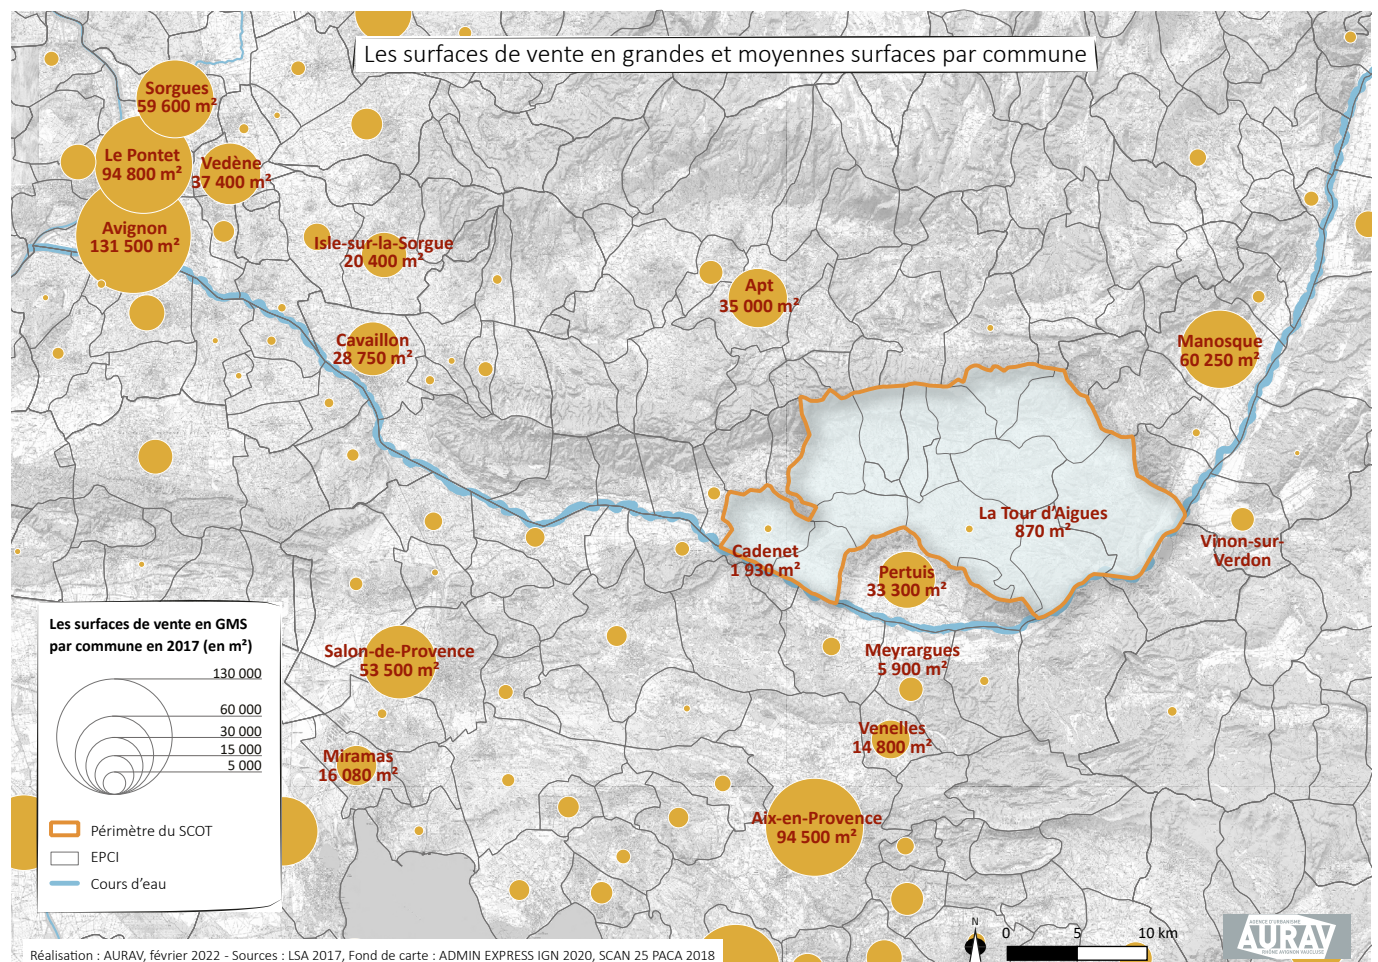 Les surfaces de vente en grandes et moyennes surfaces par commune
Sorgues
59 600 m²
Le Pontet
94 800 m²
Vedène
37 400 m²
Avignon
131 500 m²
Isle-sur-la-Sorgue
20 400 m²
Apt
35 000 m²
Cavaillon
28 750 m²
Manosque
60 250 m²
La Tour d'Aigues
870 m²
Vinon-sur-
Verdon
Cadenet
1 930 m²
Pertuis
33 300 m²
Meyrargues
5 900 m²
Salon-de-Provence
53 500 m²
Venelles
14 800 m²
Miramas
16 080 m²
Aix-en-Provence
94 500 m²
Les surfaces de vente en GMS
par commune en 2017 (en m²)
130 000
60 000
30 000
15 000
5 000
Périmètre du SCOT
EPCI
Cours d'eau
N
0 5 10 km
AGENCE D'URBANISME
AURAV
RHÔNE AVIGNON VAUCLUSE
Réalisation : AURAV, février 2022 - Sources : LSA 2017, Fond de carte : ADMIN EXPRESS IGN 2020, SCAN 25 PACA 2018